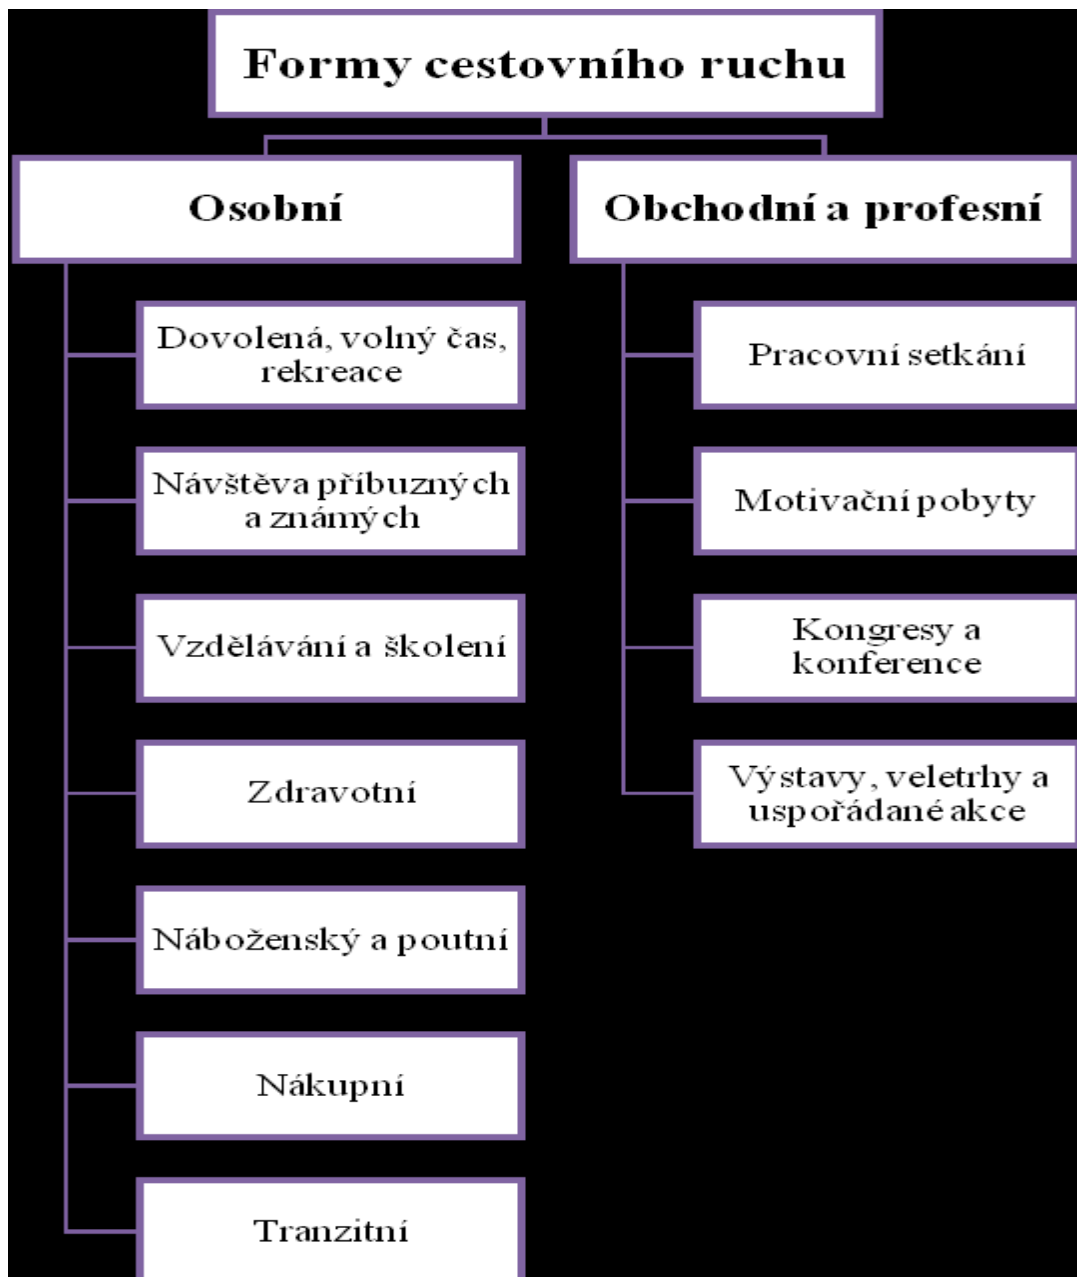 Formy cestovního ruchu
Osobní
Dovolená, volný čas,
rekreace
Návštěva příbuzných
a známých
Vzdělávání a školení
Zdravotní
Náboženský a poutní
Nákupní
Tranzitní
Obchodní a profesní
Pracovní setkání
Motivační pobyty
Kongresy a
konference
Výstavy, veletrhy a
uspořádané akce